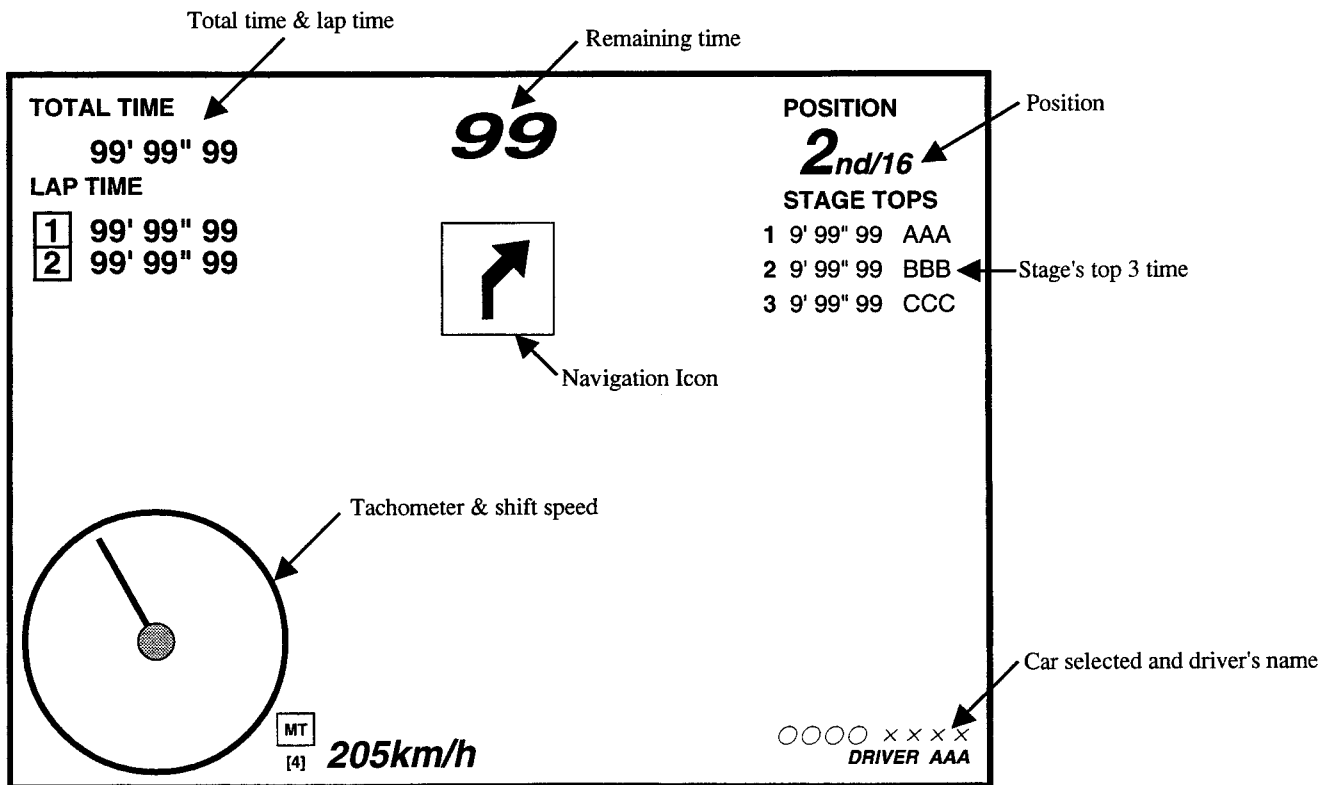 Total time & lap time
Remaining time
TOTAL TIME
99' 99" 99
LAP TIME
1 99' 99" 99
2 99' 99" 99
99
POSITION
2nd/16
Position
STAGE TOPS
1 9' 99" 99 AAA
2 9' 99" 99 BBB
3 9' 99" 99 CCC
Stage's top 3 time
Navigation Icon
Tachometer & shift speed
Car selected and driver's name
MT
[4] 205km/h
○○○○ ××××
DRIVER AAA